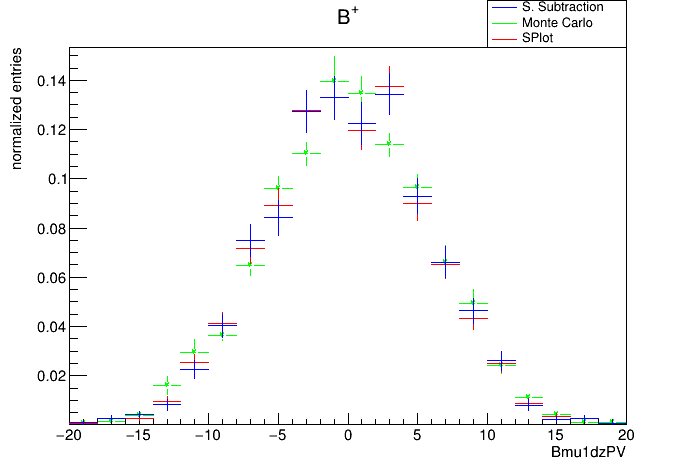 B+
S. Subtraction
Monte Carlo
SPlot
normalized entries
0.14
0.12
0.1
0.08
0.06
0.04
0.02
−20 −15 −10 −5 0 5 10 15 20
Bmu1dzPV